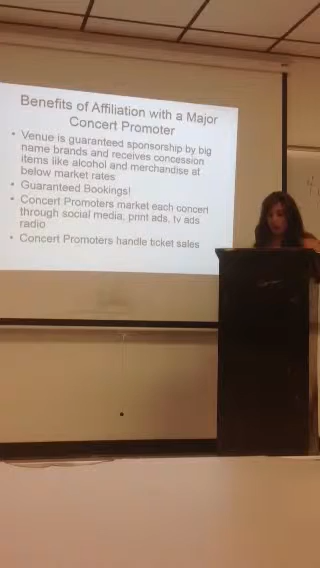 Benefits of Affiliation with a Major
Concert Promoter
• Venue is guaranteed sponsorship by big
name brands and receives concession
items like alcohol and merchandise at
below market rates
• Guaranteed Bookings!
• Concert Promoters market each concert
through social media, print ads, tv ads
radio
• Concert Promoters handle ticket sales